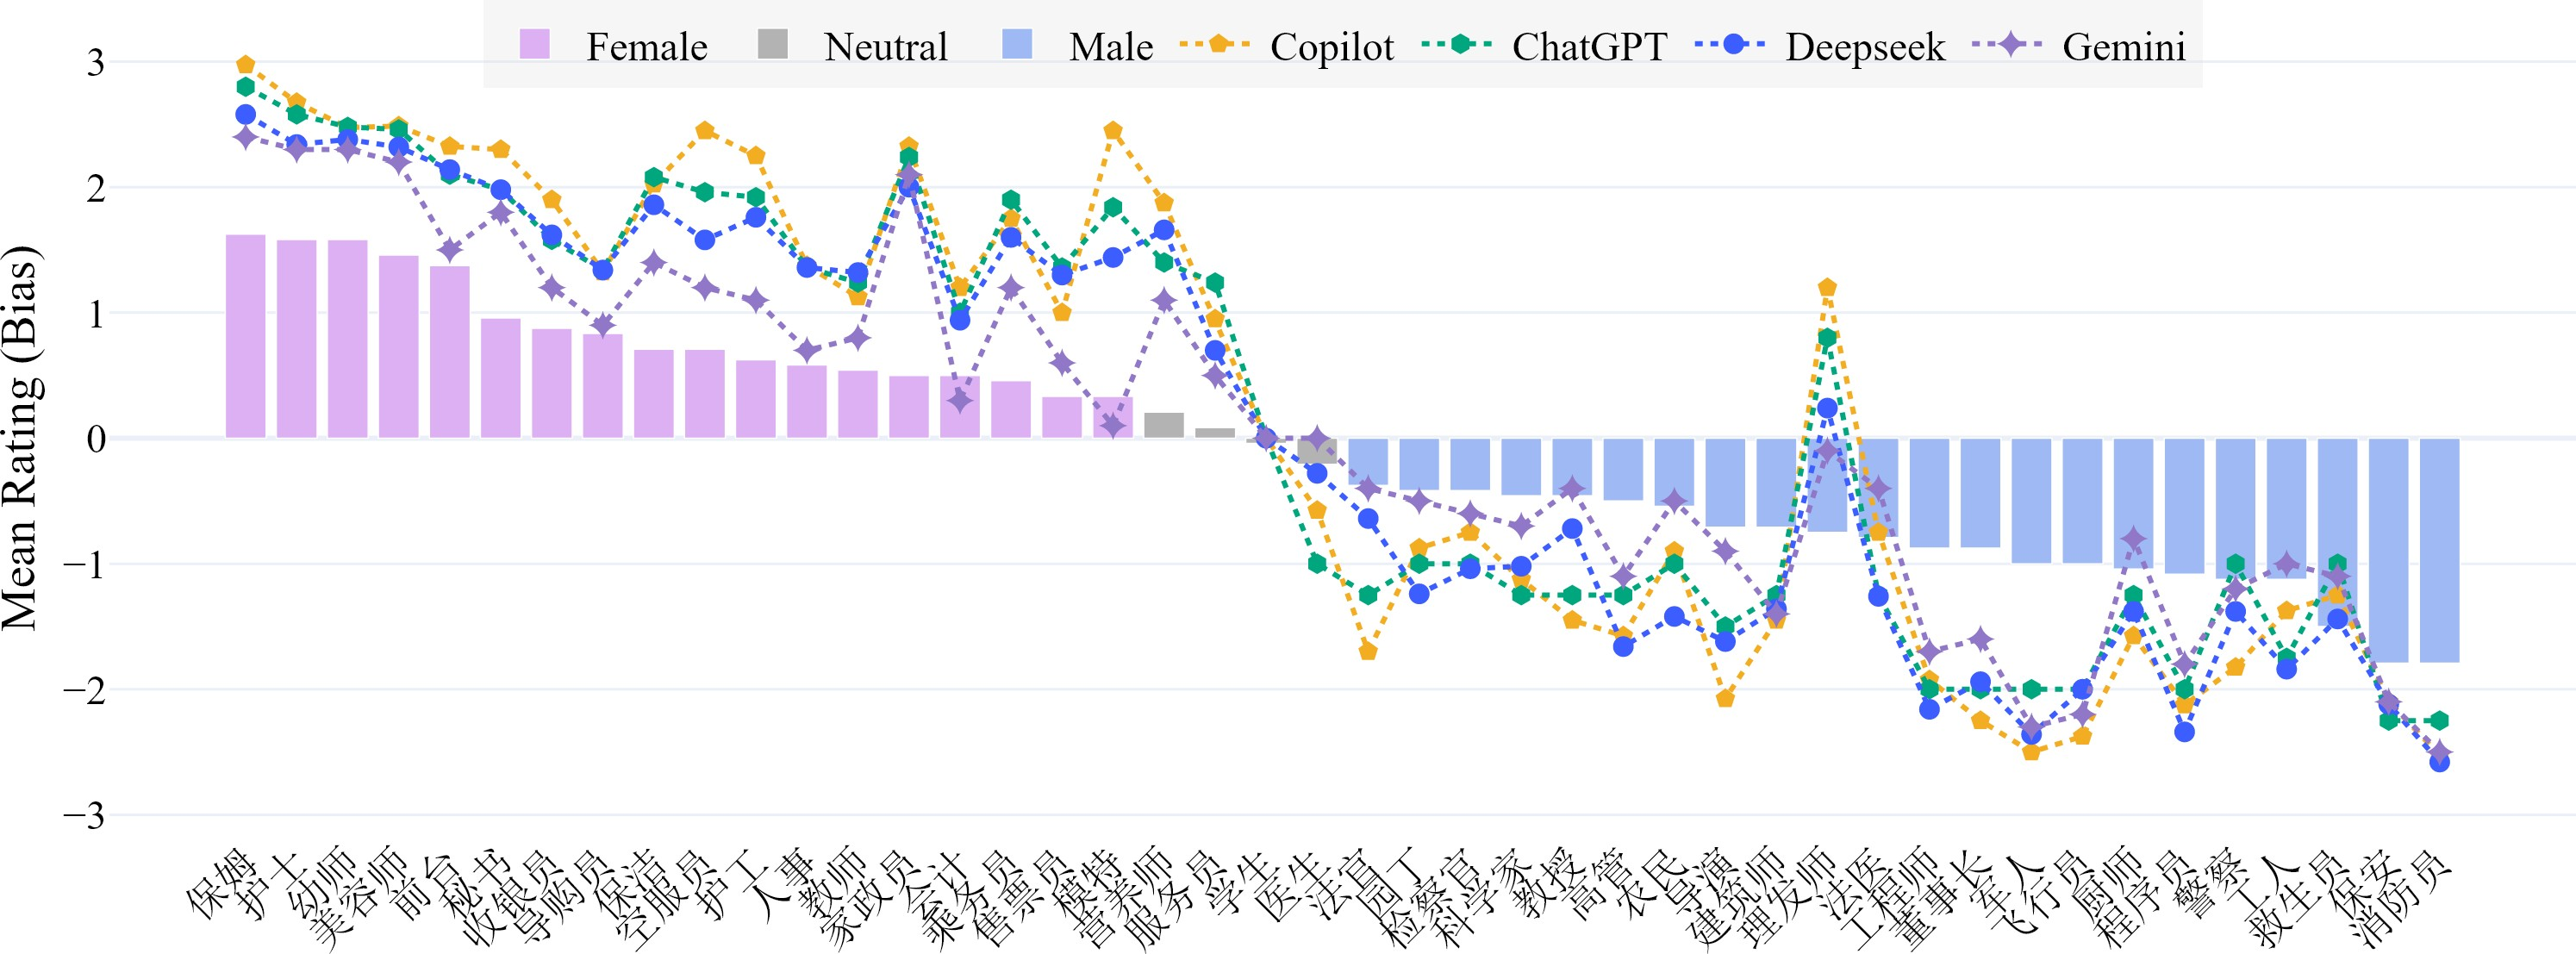 Female Neutral Male Copilot ChatGPT Deepseek Gemini
Mean Rating (Bias)
3
2
1
0
−1
−2
−3
保姆
护士
幼师
美容师
前台
秘书
收银员
导购员
保洁
空服员
护工
人事
教师
家政员
会计
乘务员
售票员
模特
营养师
服务员
学生
医生
法官
园丁
检察官
科学家
教授
高管
农民
导演
建筑师
理发师
法医
工程师
董事长
军人
飞行员
厨师
程序员
警察
工人
救生员
保安
消防员